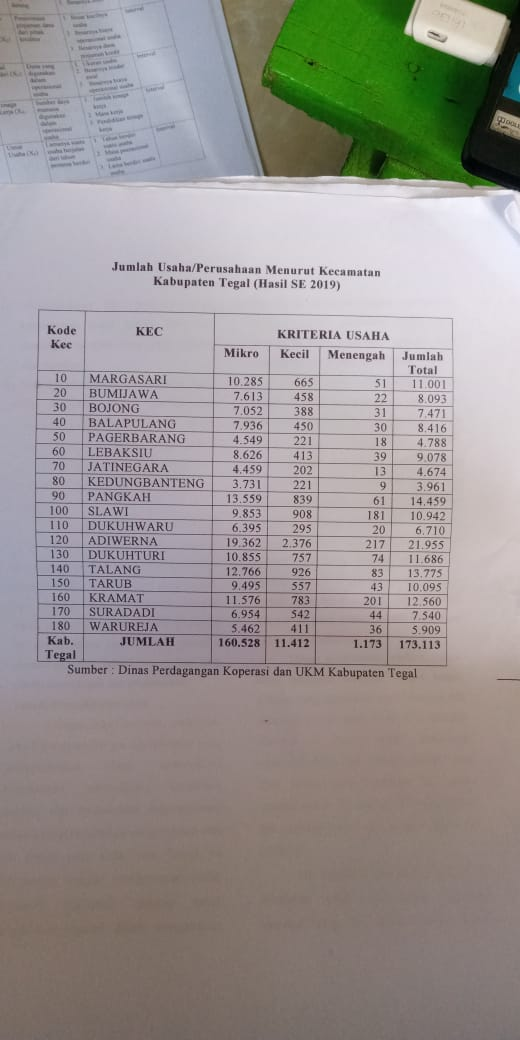 interval
interval
interval
interval
interval
Jumlah Usaha/Perusahaan Menurut Kecamatan
Kabupaten Tegal (Hasil SE 2019)
Kode Kec KEC KRITERIA USAHA
Mikro Kecil Menengah Jumlah Total
10 MARGASARI 10.285 665 51 11.001
20 BUMIJAWA 7.613 458 22 8.093
30 BOJONG 7.052 388 31 7.471
40 BALAPULANG 7.936 450 30 8.416
50 PAGERBARANG 4.549 221 18 4.788
60 LEBAKSIU 8.626 413 39 9.078
70 JATINEGARA 4.459 202 13 4.674
80 KEDUNGBANTENG 3.731 221 9 3.961
90 PANGKAH 13.559 839 61 14.459
100 SLAWI 9.853 908 181 10.942
110 DUKUHWARU 6.395 295 20 6.710
120 ADIWERNA 19.362 2.376 217 21.955
130 DUKUHTURI 10.855 757 74 11.686
140 TALANG 12.766 926 83 13.775
150 TARUB 9.495 557 43 10.095
160 KRAMAT 11.576 783 201 12.560
170 SURADADI 6.954 542 44 7.540
180 WARUREJA 5.462 411 36 5.909
Kab. Tegal JUMLAH 160.528 11.412 1.173 173.113
Sumber : Dinas Perdagangan Koperasi dan UKM Kabupaten Tegal